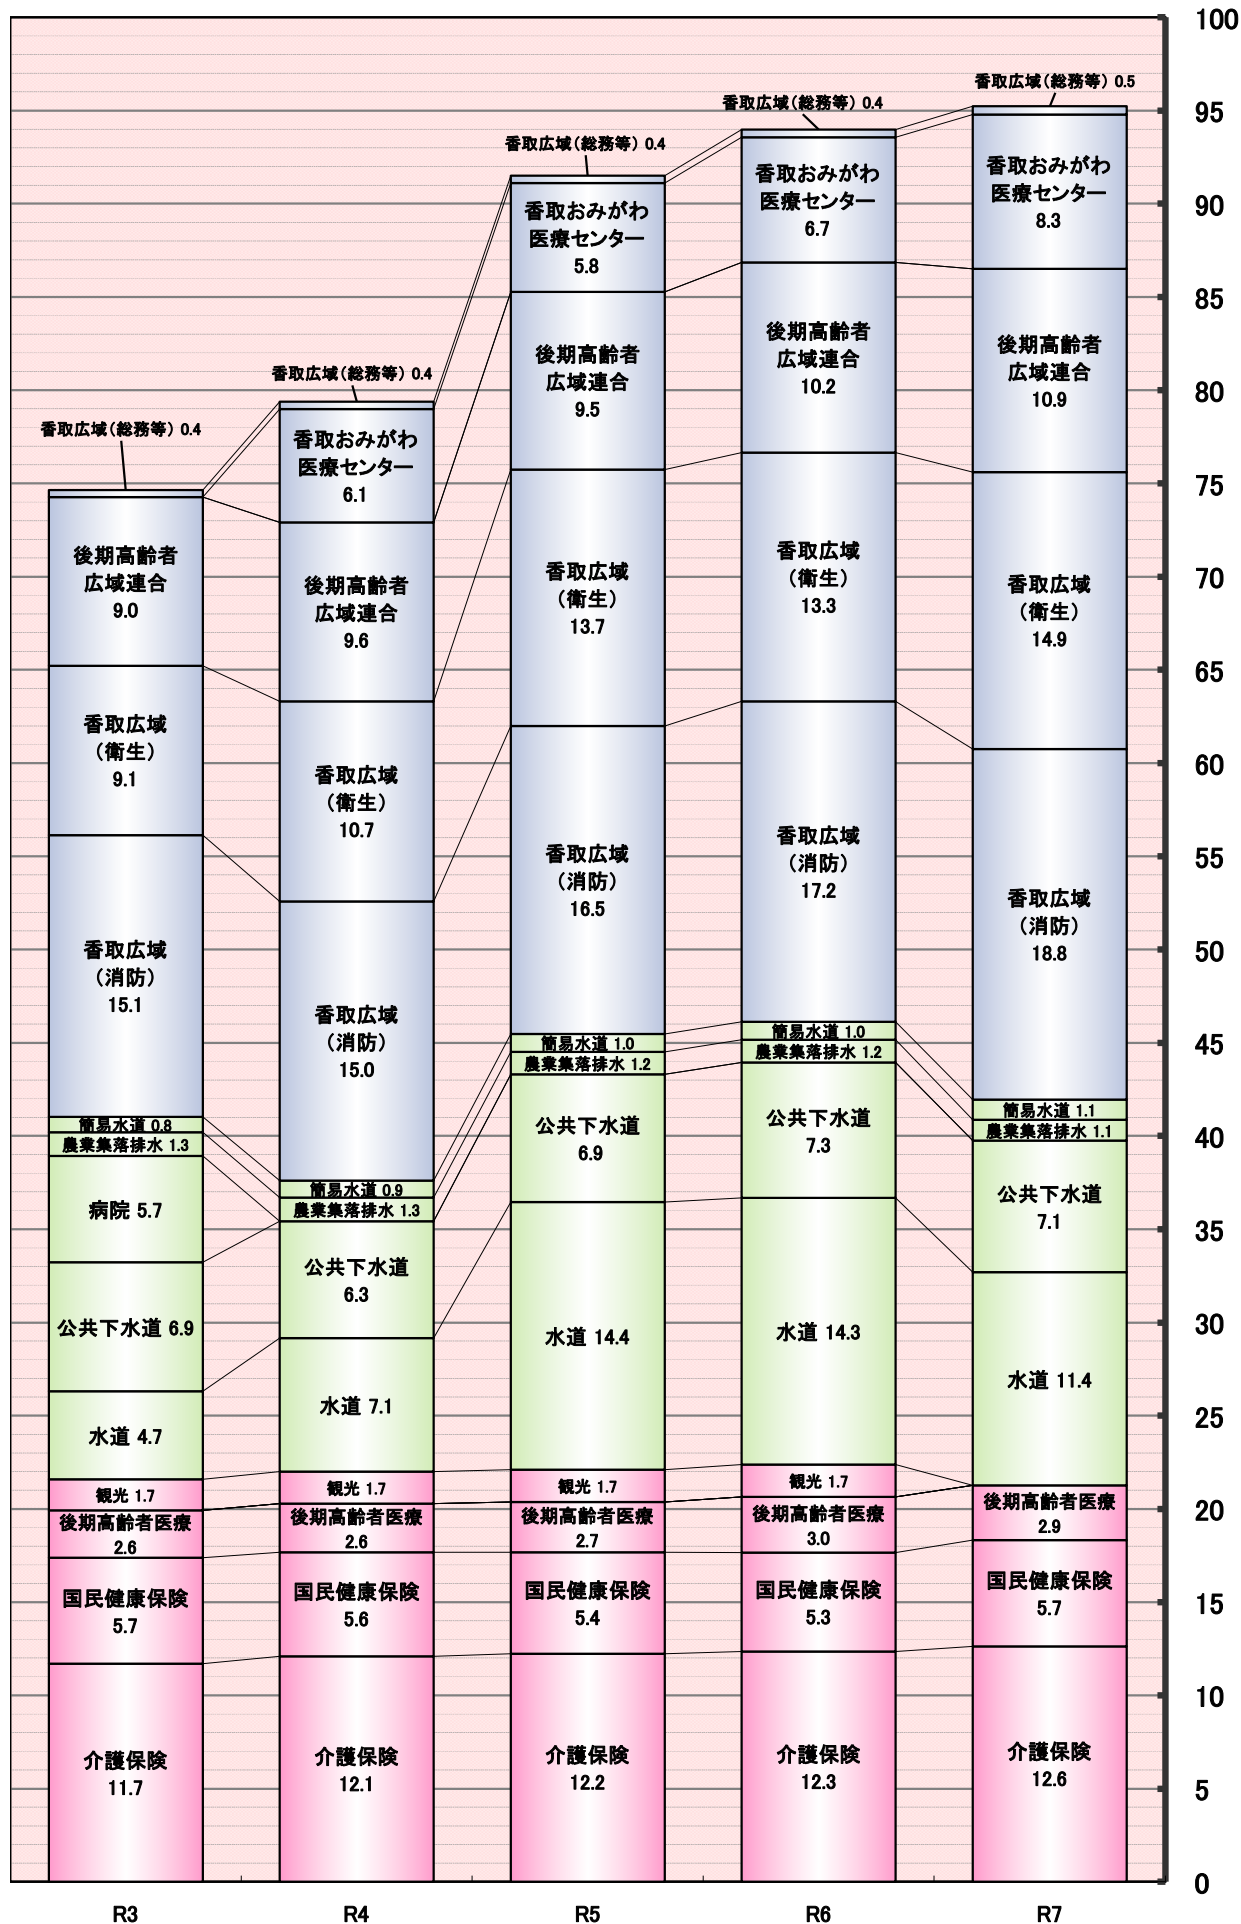 100
95
90
85
80
75
70
65
60
55
50
45
40
35
30
25
20
15
10
5
0
香取広域(総務等) 0.4
後期高齢者
広域連合
9.0
香取広域
(衛生)
9.1
香取広域
(消防)
15.1
簡易水道 0.8
農業集落排水 1.3
病院 5.7
公共下水道 6.9
水道 4.7
観光 1.7
後期高齢者医療
2.6
国民健康保険
5.7
介護保険
11.7
R3
香取広域(総務等) 0.4
香取おみがわ
医療センター
6.1
後期高齢者
広域連合
9.6
香取広域
(衛生)
10.7
香取広域
(消防)
15.0
簡易水道 0.9
農業集落排水 1.3
公共下水道
6.3
水道 7.1
観光 1.7
後期高齢者医療
2.6
国民健康保険
5.6
介護保険
12.1
R4
香取広域(総務等) 0.4
香取おみがわ
医療センター
5.8
後期高齢者
広域連合
9.5
香取広域
(衛生)
13.7
香取広域
(消防)
16.5
簡易水道 1.0
農業集落排水 1.2
公共下水道
6.9
水道 14.4
観光 1.7
後期高齢者医療
2.7
国民健康保険
5.4
介護保険
12.2
R5
香取広域(総務等) 0.4
香取おみがわ
医療センター
6.7
後期高齢者
広域連合
10.2
香取広域
(衛生)
13.3
香取広域
(消防)
17.2
簡易水道 1.0
農業集落排水 1.2
公共下水道
7.3
水道 14.3
観光 1.7
後期高齢者医療
3.0
国民健康保険
5.3
介護保険
12.3
R6
香取広域(総務等) 0.5
香取おみがわ
医療センター
8.3
後期高齢者
広域連合
10.9
香取広域
(衛生)
14.9
香取広域
(消防)
18.8
簡易水道 1.1
農業集落排水 1.1
公共下水道
7.1
水道 11.4
後期高齢者医療
2.9
国民健康保険
5.7
介護保険
12.6
R7